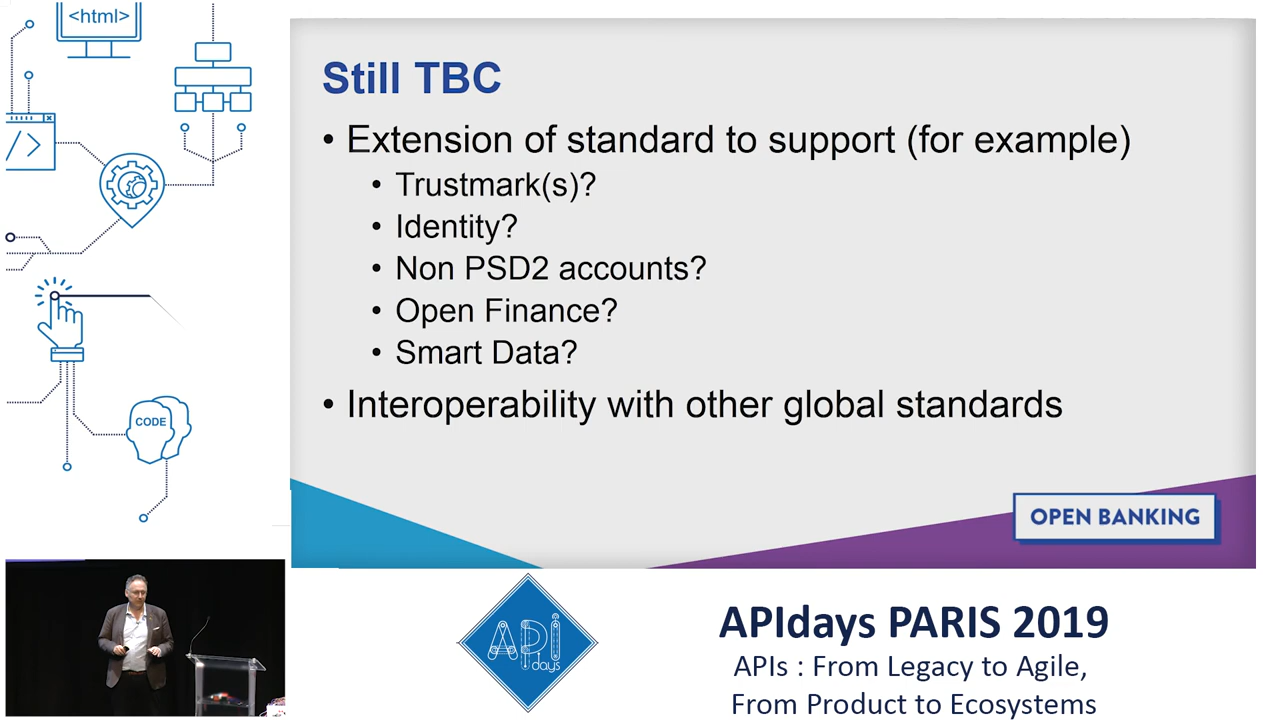 <html>
</>
CODE
Still TBC
• Extension of standard to support (for example)
• Trustmark(s)?
• Identity?
• Non PSD2 accounts?
• Open Finance?
• Smart Data?
• Interoperability with other global standards
OPEN BANKING
API
days
APIdays PARIS 2019
APIs : From Legacy to Agile,
From Product to Ecosystems